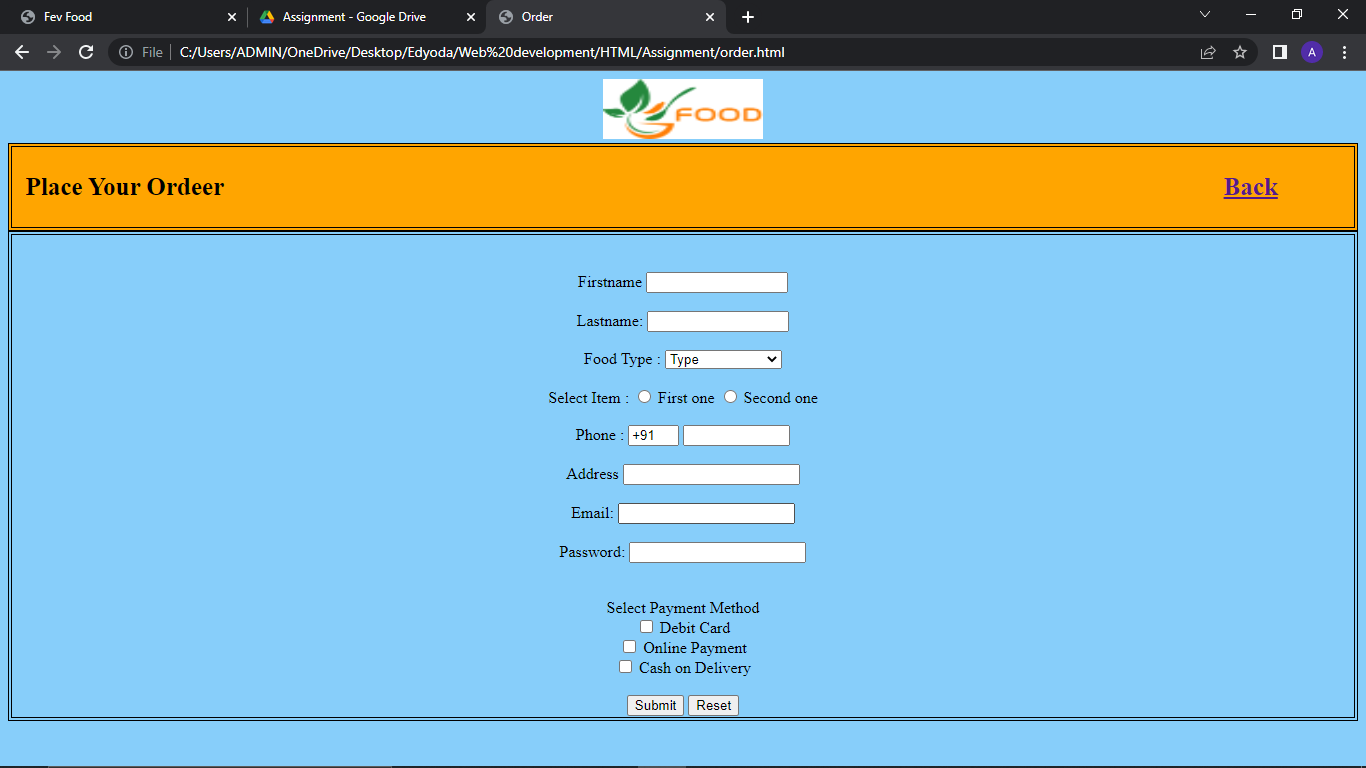 Fev Food
Assignment - Google Drive
Order
File
C:/Users/ADMIN/OneDrive/Desktop/Edyoda/Web%20development/HTML/Assignment/order.html
A
FOOD
Place Your Ordeer
Back
Firstname
Lastname:
Food Type : Type
Select Item : First one Second one
Phone : +91
Address
Email:
Password:
Select Payment Method
Debit Card
Online Payment
Cash on Delivery
Submit Reset